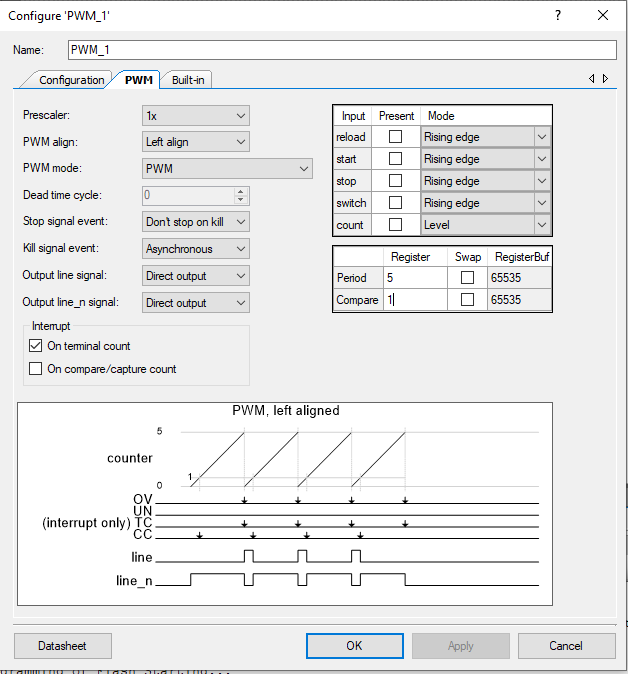 Configure 'PWM_1'
? X
Name: PWM_1
Configuration PWM Built-in
Prescaler: 1x
PWM align: Left align
PWM mode: PWM
Dead time cycle: 0
Stop signal event: Don't stop on kill
Kill signal event: Asynchronous
Output line signal: Direct output
Output line_n signal: Direct output
Interrupt
On terminal count
On compare/capture count
Input Present Mode
reload Rising edge
start Rising edge
stop Rising edge
switch Rising edge
count Level
Register Swap RegisterBuf
Period 5 65535
Compare 1 65535
PWM, left aligned
5
counter
1
0
OV
UN
(interrupt only) TC
CC
line
line_n
Datasheet OK Apply Cancel